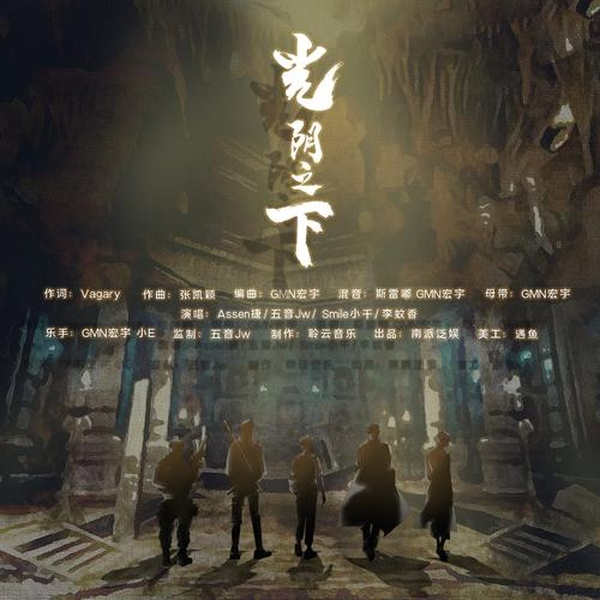 光阴之下
作词：Vagary 作曲：张凯颖 编曲：GMN宏宇 混音：斯雷嘟 GMN宏宇 母带：GMN宏宇
演唱：Assen捷/五音Jw/Smile小千/李蚊香
乐手：GMN宏宇 小E 监制：五音Jw 制作：聆云音乐 出品：南派泛娱 美工：遇鱼